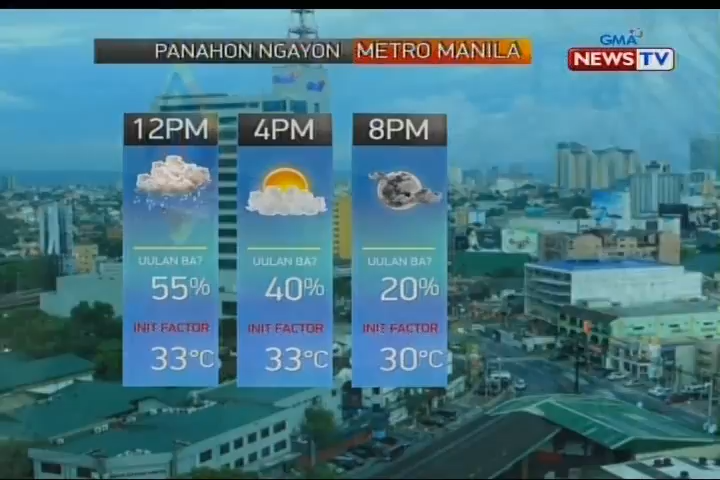 PANAHON NGAYON METRO MANILA
GMA
NEWS TV
12PM 4PM 8PM
UULAN BA? UULAN BA? UULAN BA?
55% 40% 20%
INIT FACTOR INIT FACTOR INIT FACTOR
33°C 33°C 30°C